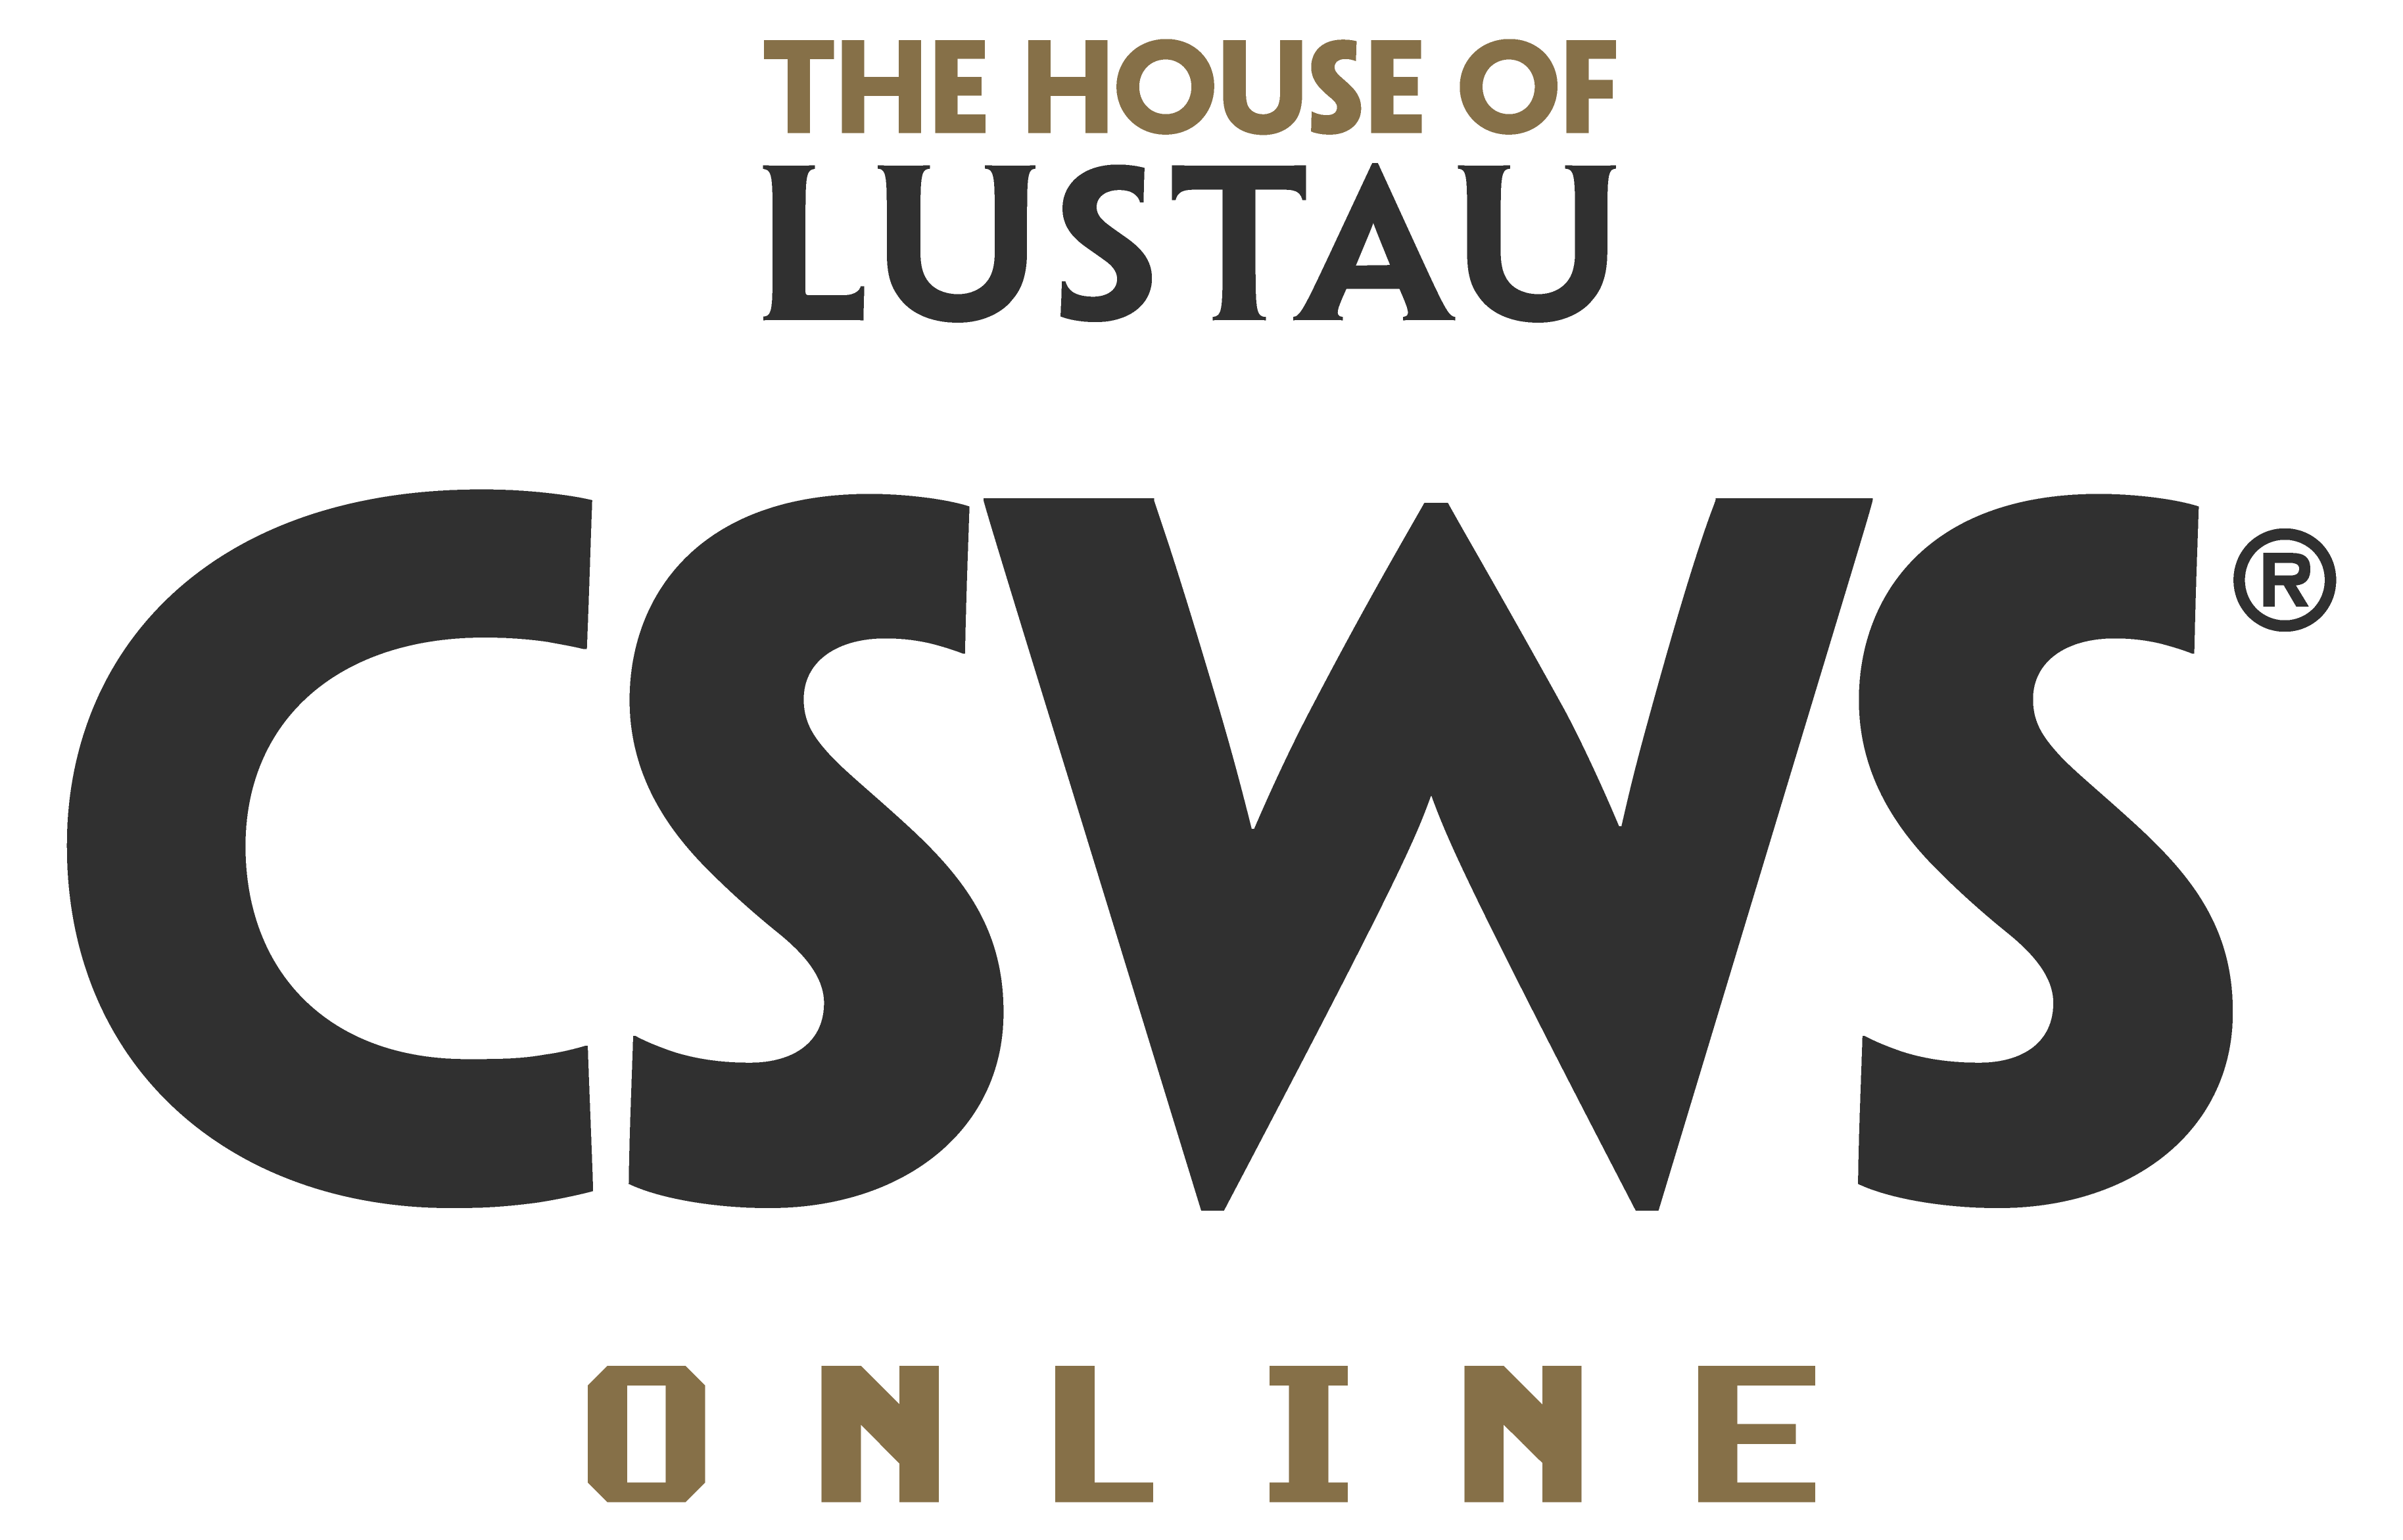 THE HOUSE OF
LUSTAU
CSWS®
ONLINE